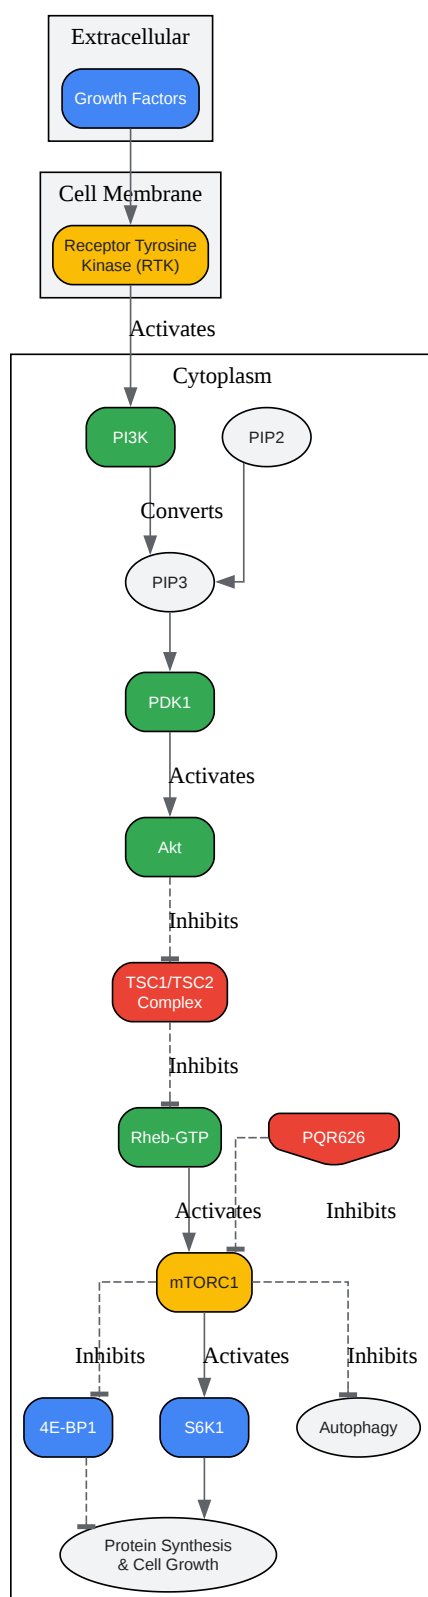 Extracellular
Growth Factors
Cell Membrane
Receptor Tyrosine
Kinase (RTK)
Activates
Cytoplasm
PI3K
PIP2
Converts
PIP3
PDK1
Activates
Akt
Inhibits
TSC1/TSC2
Complex
Inhibits
Rheb-GTP
PQR626
Activates
Inhibits
mTORC1
Inhibits
Activates
Inhibits
4E-BP1
S6K1
Autophagy
Protein Synthesis
& Cell Growth